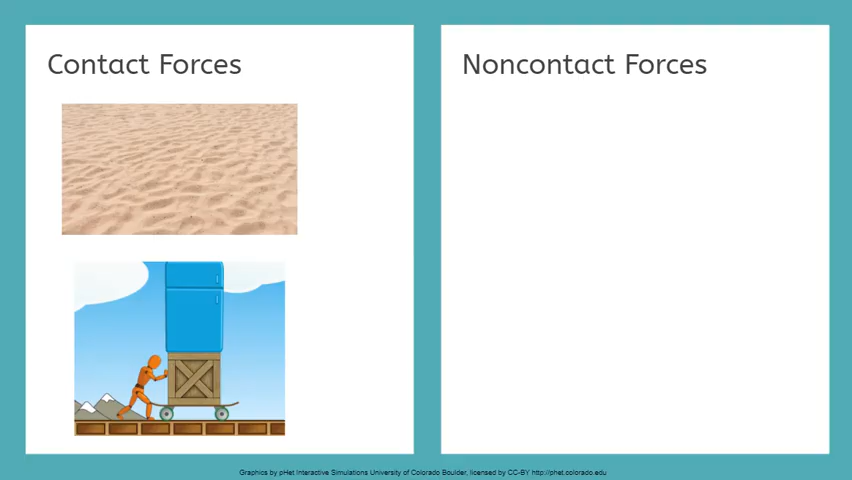 Contact Forces
Noncontact Forces
Graphics by pHet Interactive Simulations University of Colorado Boulder, licensed by CC-BY http://phet.colorado.edu